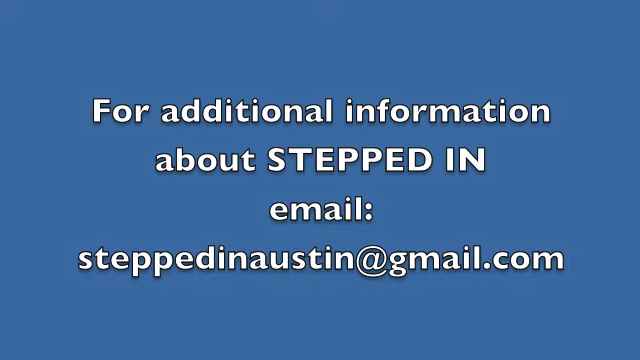 For additional information
about STEPPED IN
email:
steppedinaustin@gmail.com